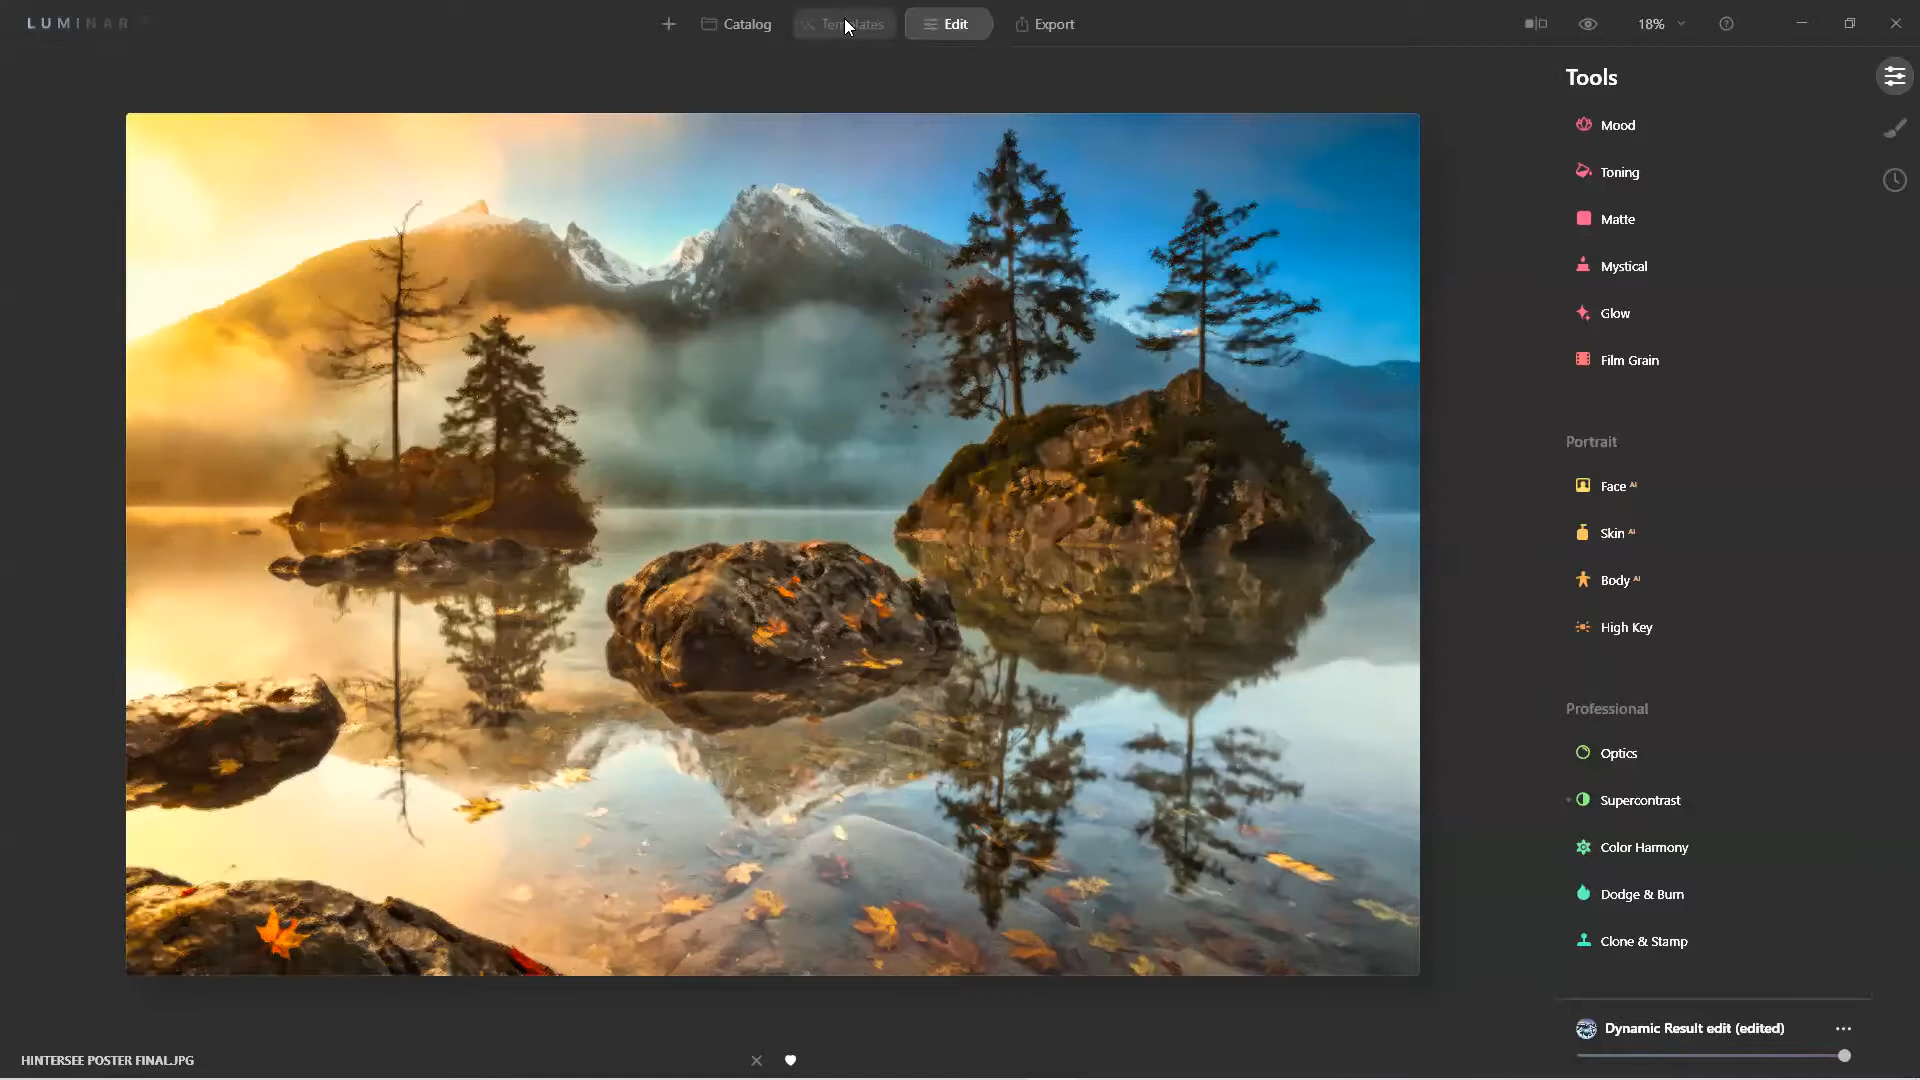 LUMINAR
Catalog
Templates
Edit
Export
18%
Tools
Mood
Toning
Matte
Mystical
Glow
Film Grain
Portrait
Face AI
Skin AI
Body AI
High Key
Professional
Optics
Supercontrast
Color Harmony
Dodge & Burn
Clone & Stamp
Dynamic Result edit (edited)
HINTERSEE POSTER FINAL.JPG